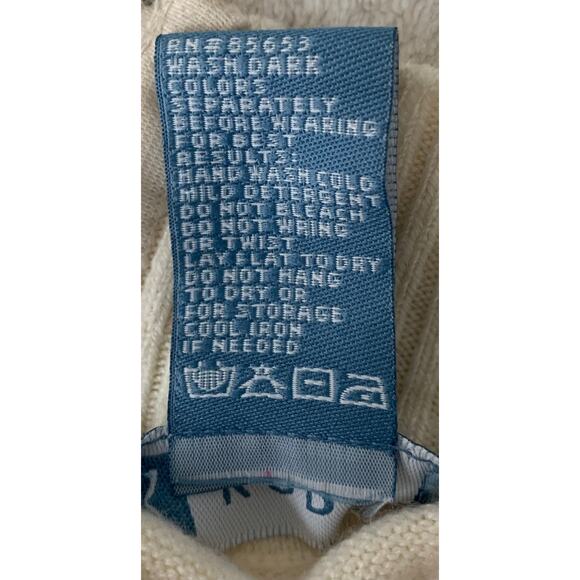 RN# 85653
WASH DARK
COLORS
SEPARATELY
BEFORE WEARING
FOR BEST
RESULTS:
HAND WASH COLD
MILD DETERGENT
DO NOT BLEACH
DO NOT WRING
OR TWIST
LAY FLAT TO DRY
DO NOT HANG
TO DRY OR
FOR STORAGE
COOL IRON
IF NEEDED